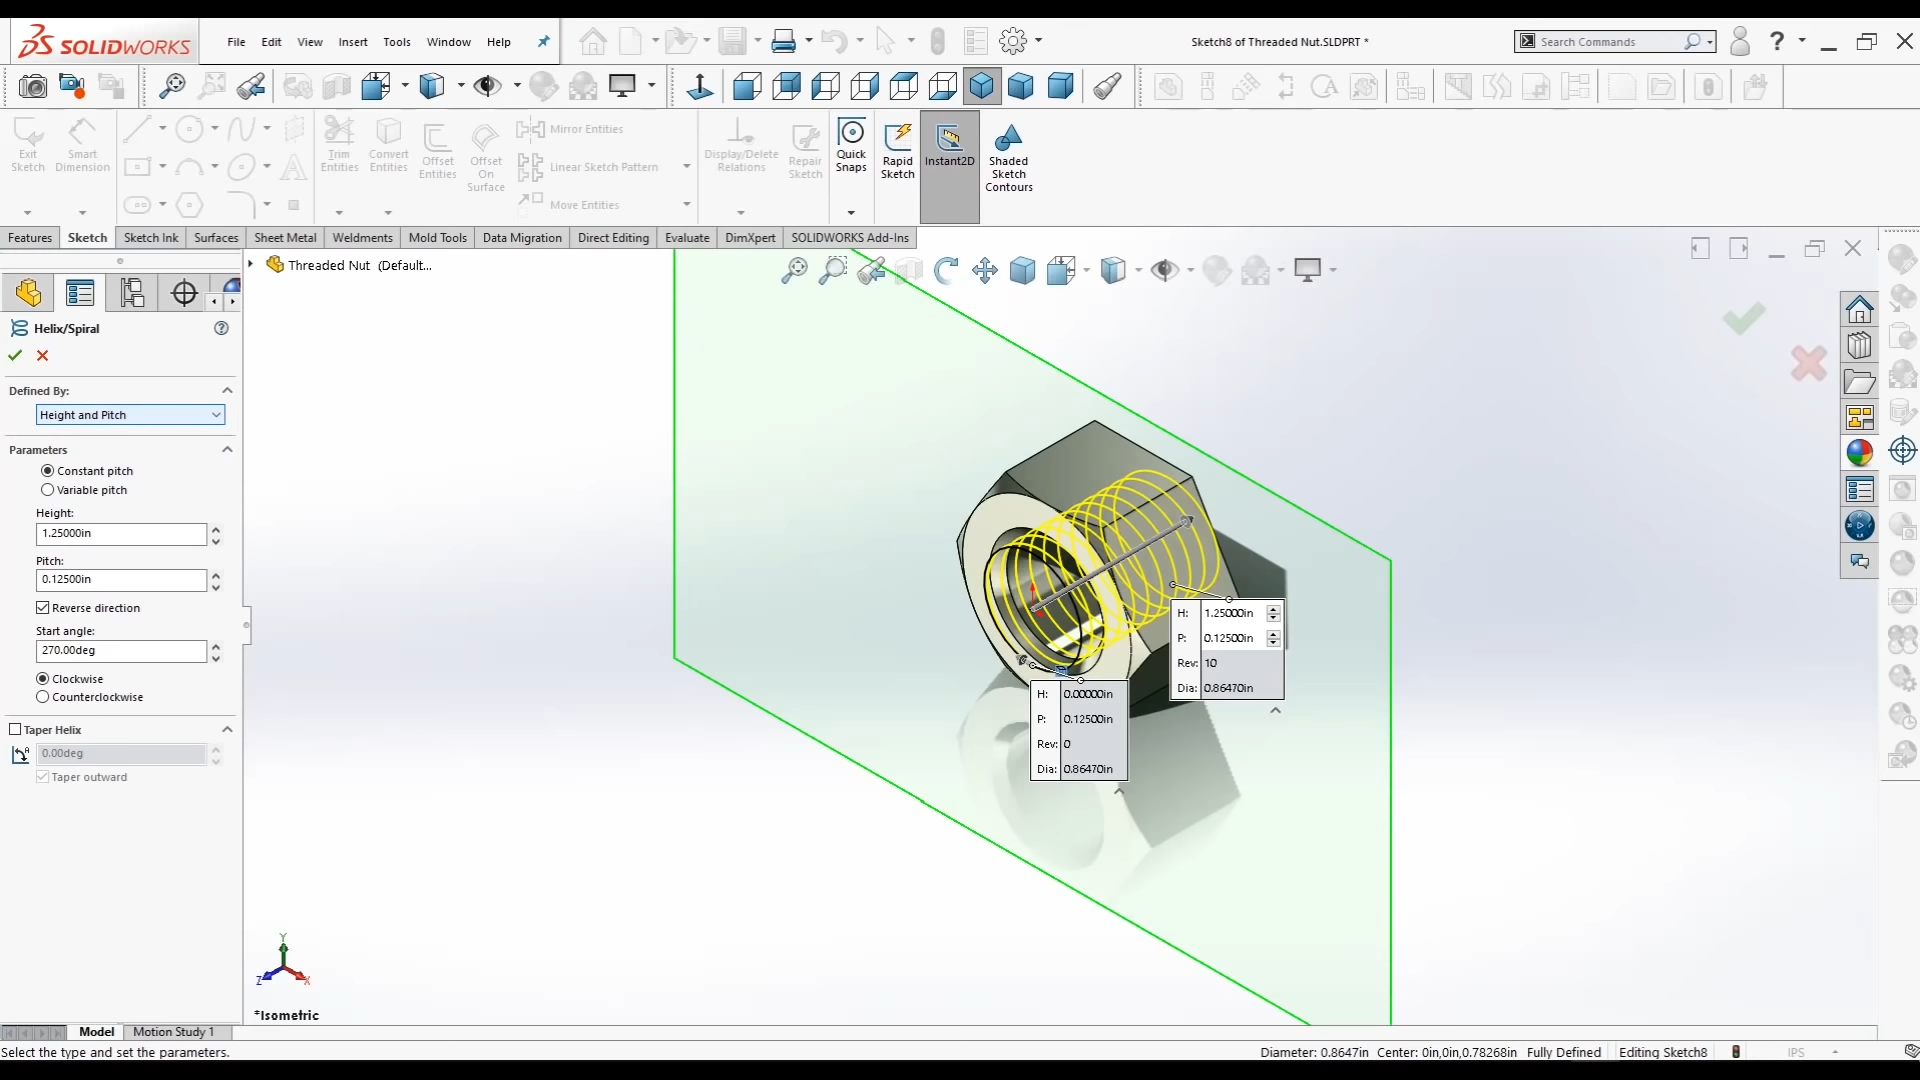 SOLIDWORKS
File Edit View Insert Tools Window Help
Sketch8 of Threaded Nut.SLDPRT *
Search Commands
Exit Sketch
Smart Dimension
Trim Entities
Convert Entities
Offset Entities
Offset On Surface
Mirror Entities
Linear Sketch Pattern
Move Entities
Display/Delete Relations
Repair Sketch
Quick Snaps
Rapid Sketch
Instant2D
Shaded Sketch Contours
Features Sketch Sketch Ink Surfaces Sheet Metal Weldments Mold Tools Data Migration Direct Editing Evaluate DimXpert SOLIDWORKS Add-Ins
Threaded Nut (Default...
Helix/Spiral
Defined By:
Height and Pitch
Parameters
Constant pitch
Variable pitch
Height:
1.25000in
Pitch:
0.12500in
Reverse direction
Start angle:
270.00deg
Clockwise
Counterclockwise
Taper Helix
0.00deg
Taper outward
H: 1.25000in
P: 0.12500in
Rev: 10
Dia: 0.86470in
H: 0.00000in
P: 0.12500in
Rev: 0
Dia: 0.86470in
Y
Z
X
*Isometric
Model Motion Study 1
Select the type and set the parameters.
Diameter: 0.8647in Center: 0in,0in,0.78268in Fully Defined Editing Sketch8 IPS